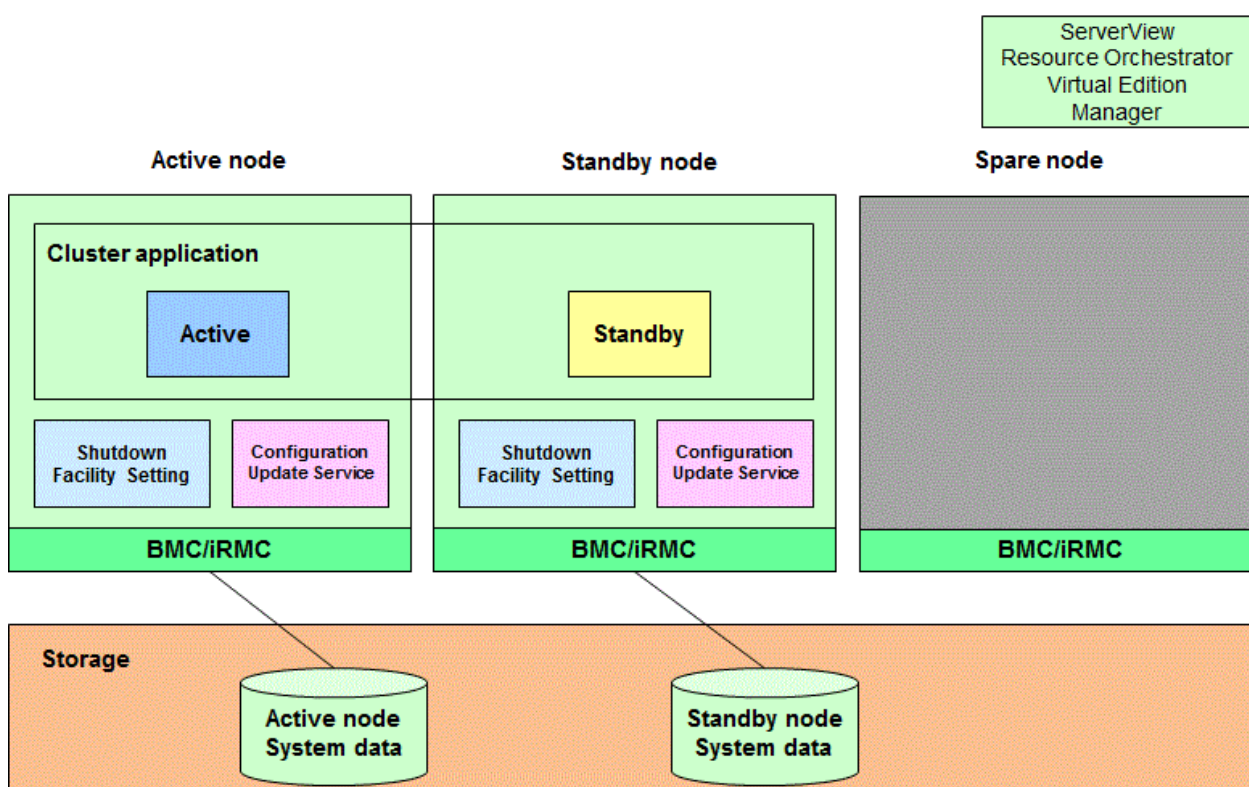 ServerView
Resource Orchestrator
Virtual Edition
Manager
Active node
Standby node
Spare node
Cluster application
Active
Standby
Shutdown
Facility Setting
Configuration
Update Service
Shutdown
Facility Setting
Configuration
Update Service
BMC/iRMC
BMC/iRMC
BMC/iRMC
Storage
Active node
System data
Standby node
System data